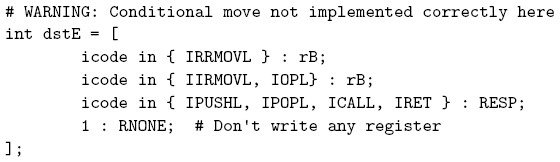 # WARNING: Conditional move not implemented correctly here
int dstE = [
        icode in { IRRMOVL } : rB;
        icode in { IIRMOVL, IOPL} : rB;
        icode in { IPUSHL, IPOPL, ICALL, IRET } : RESP;
        1 : RNONE;  # Don't write any register
];